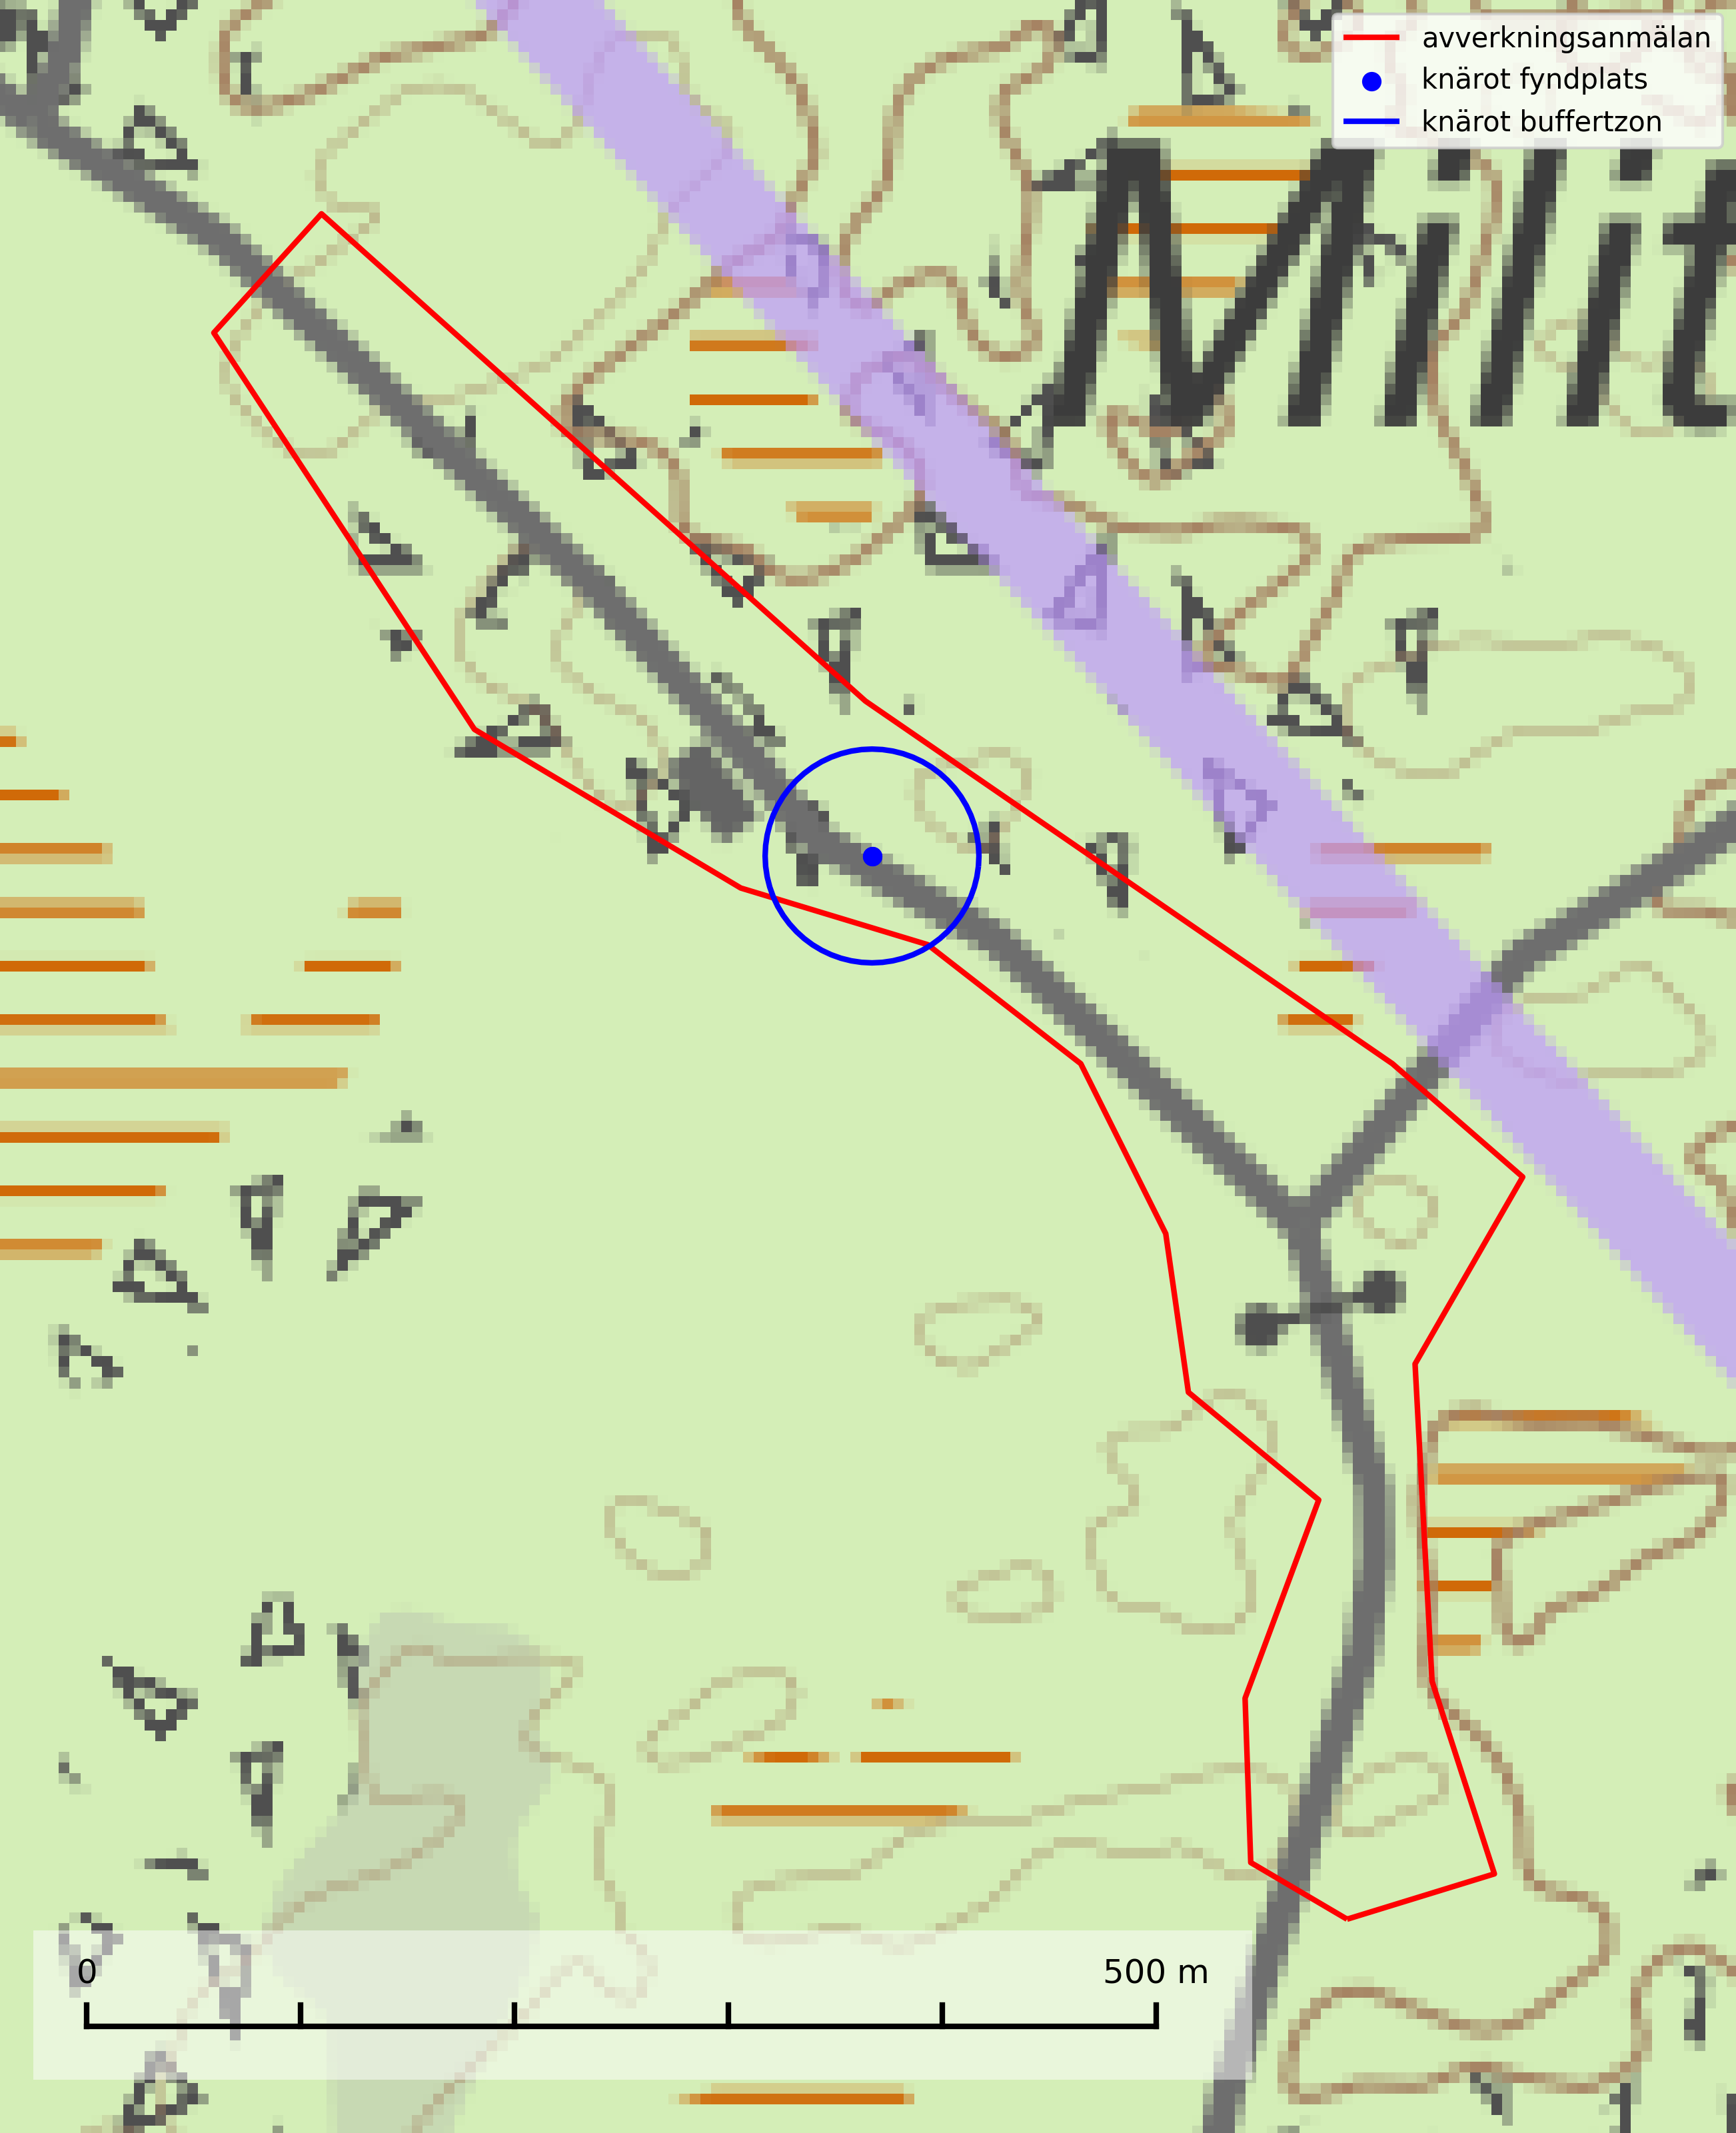 avverkningsanmälan
knärot fyndplats
knärot buffertzon
Milit
0 500 m